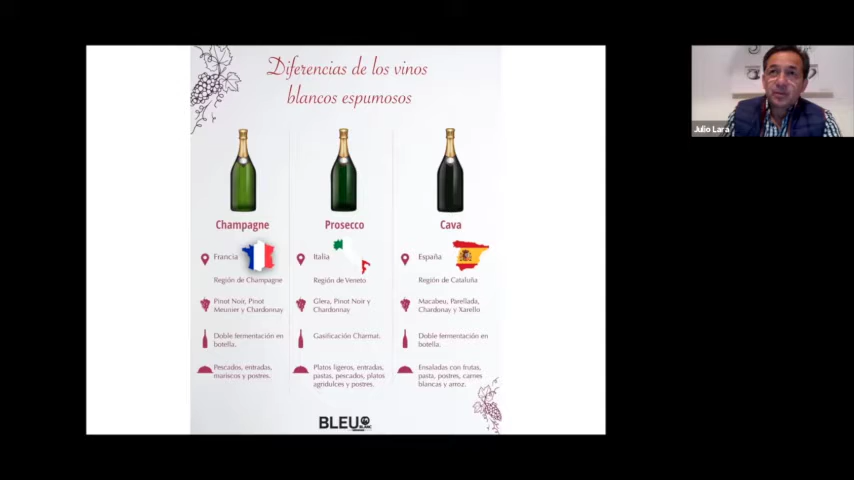 Diferencias de los vinos
blancos espumosos
Champagne
Francia
Región de Champagne
Pinot Noir, Pinot
Meunier y Chardonnay
Doble fermentación en
botella.
Pescados, entradas,
mariscos y postres.
Prosecco
Italia
Región de Veneto
Glera, Pinot Noir y
Chardonnay
Gasificación Charmat.
Platos ligeros, entradas,
pastas, pescados, platos
agridulces y postres.
Cava
España
Región de Cataluña
Macabeu, Parellada,
Chardonay y Xarello
Doble fermentación en
botella.
Ensaladas con frutas,
pasta, postres, carnes
blancas y arroz.
BLEU
BLANC
Julio Lara